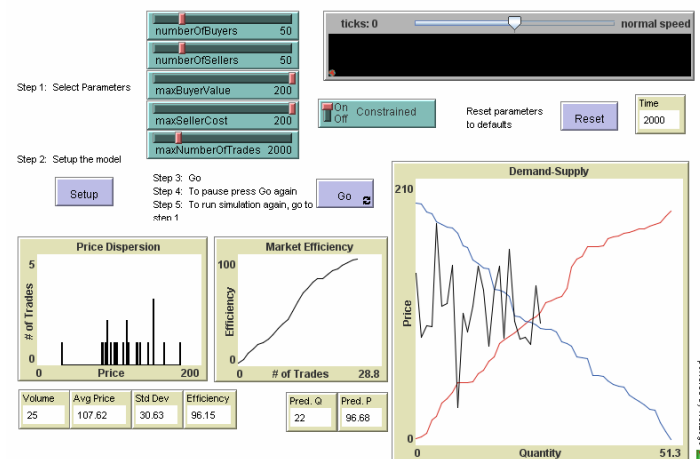 numberOfBuyers 50
numberOfSellers 50
maxBuyerValue 200
maxSellerCost 200
maxNumberOfTrades 2000
ticks: 0 normal speed
Step 1: Select Parameters
On
Off Constrained
Reset parameters
to defaults
Reset
Time
2000
Step 2: Setup the model
Setup
Step 3: Go
Step 4: To pause press Go again
Step 5: To run simulation again, go to
step 1
Go
Price Dispersion
5
# of Trades
0
0 Price 200
Market Efficiency
100
Efficiency
0
0 # of Trades 28.8
Demand-Supply
210
Price
0
0 Quantity 51.3
Volume Avg Price Std Dev Efficiency
25 107.62 30.63 96.15
Pred. Q Pred. P
22 96.68